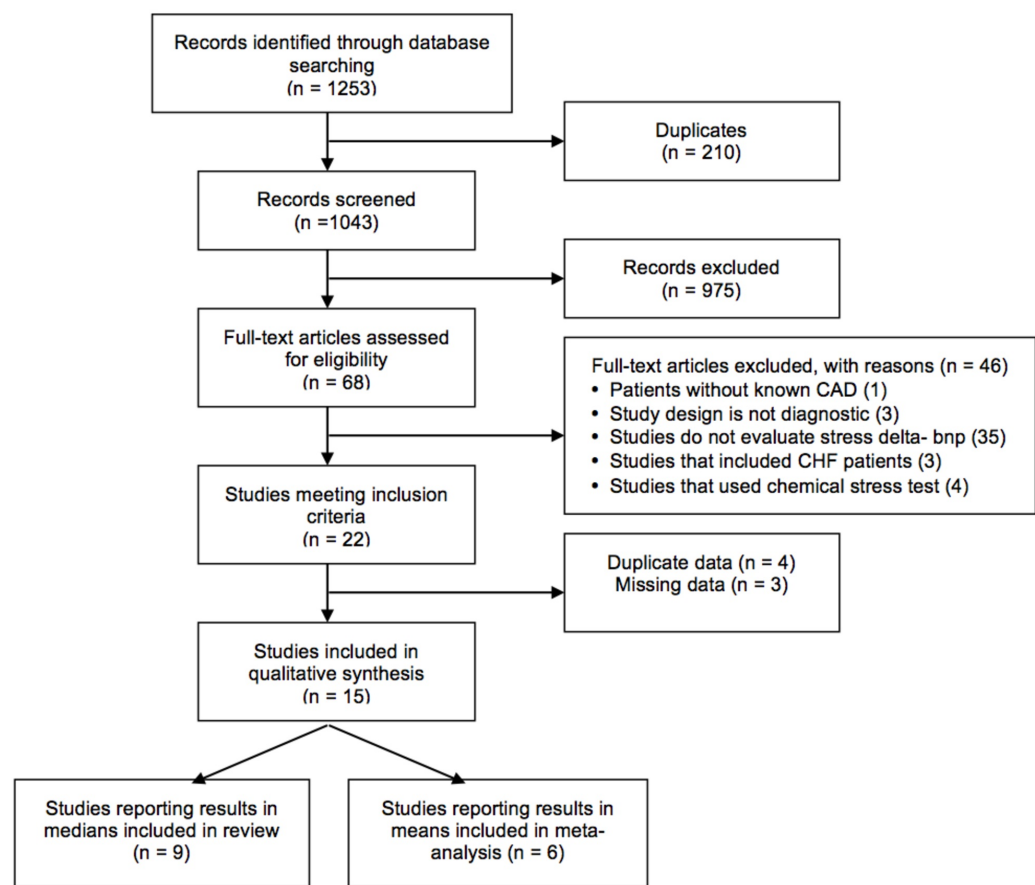 Records identified through database
searching
(n = 1253)
Duplicates
(n = 210)
Records screened
(n =1043)
Records excluded
(n = 975)
Full-text articles assessed
for eligibility
(n = 68)
Full-text articles excluded, with reasons (n = 46)
• Patients without known CAD (1)
• Study design is not diagnostic (3)
• Studies do not evaluate stress delta- bnp (35)
• Studies that included CHF patients (3)
• Studies that used chemical stress test (4)
Studies meeting inclusion
criteria
(n = 22)
Duplicate data (n = 4)
Missing data (n = 3)
Studies included in
qualitative synthesis
(n = 15)
Studies reporting results in
medians included in review
(n = 9)
Studies reporting results in
means included in meta-
analysis (n = 6)